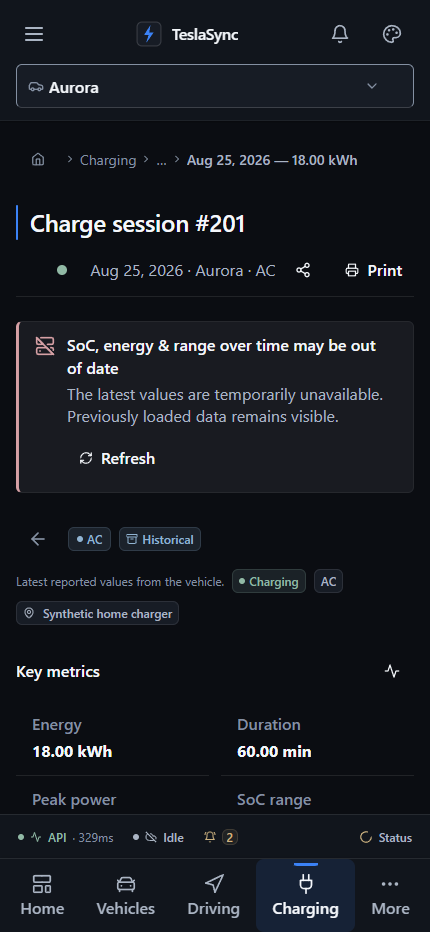 TeslaSync
Aurora
Charging
...
Aug 25, 2026 — 18.00 kWh
Charge session #201
Aug 25, 2026 · Aurora · AC
Print
SoC, energy & range over time may be out
of date
The latest values are temporarily unavailable.
Previously loaded data remains visible.
Refresh
AC
Historical
Latest reported values from the vehicle.
Charging
AC
Synthetic home charger
Key metrics
Energy
Duration
18.00 kWh
60.00 min
Peak power
SoC range
API · 329ms
Idle
2
Status
Home
Vehicles
Driving
Charging
More